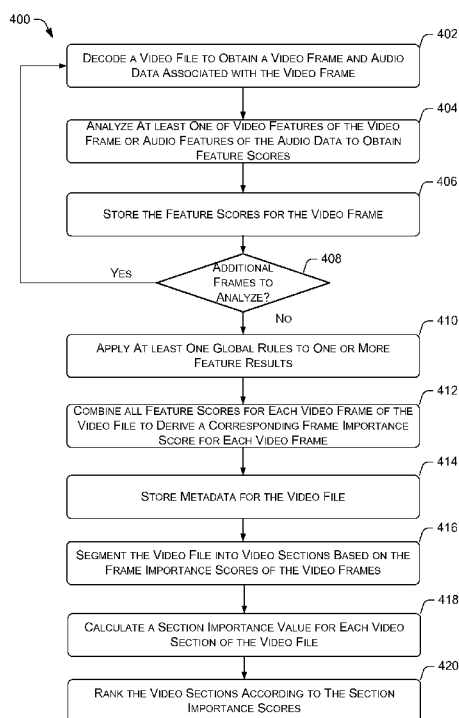 400
402
DECODE A VIDEO FILE TO OBTAIN A VIDEO FRAME AND AUDIO
DATA ASSOCIATED WITH THE VIDEO FRAME
404
ANALYZE AT LEAST ONE OF VIDEO FEATURES OF THE VIDEO
FRAME OR AUDIO FEATURES OF THE AUDIO DATA TO OBTAIN
FEATURE SCORES
406
STORE THE FEATURE SCORES FOR THE VIDEO FRAME
408
YES
ADDITIONAL
FRAMES TO
ANALYZE?
NO
410
APPLY AT LEAST ONE GLOBAL RULES TO ONE OR MORE
FEATURE RESULTS
412
COMBINE ALL FEATURE SCORES FOR EACH VIDEO FRAME OF THE
VIDEO FILE TO DERIVE A CORRESPONDING FRAME IMPORTANCE
SCORE FOR EACH VIDEO FRAME
414
STORE METADATA FOR THE VIDEO FILE
416
SEGMENT THE VIDEO FILE INTO VIDEO SECTIONS BASED ON THE
FRAME IMPORTANCE SCORES OF THE VIDEO FRAMES
418
CALCULATE A SECTION IMPORTANCE VALUE FOR EACH VIDEO
SECTION OF THE VIDEO FILE
420
RANK THE VIDEO SECTIONS ACCORDING TO THE SECTION
IMPORTANCE SCORES